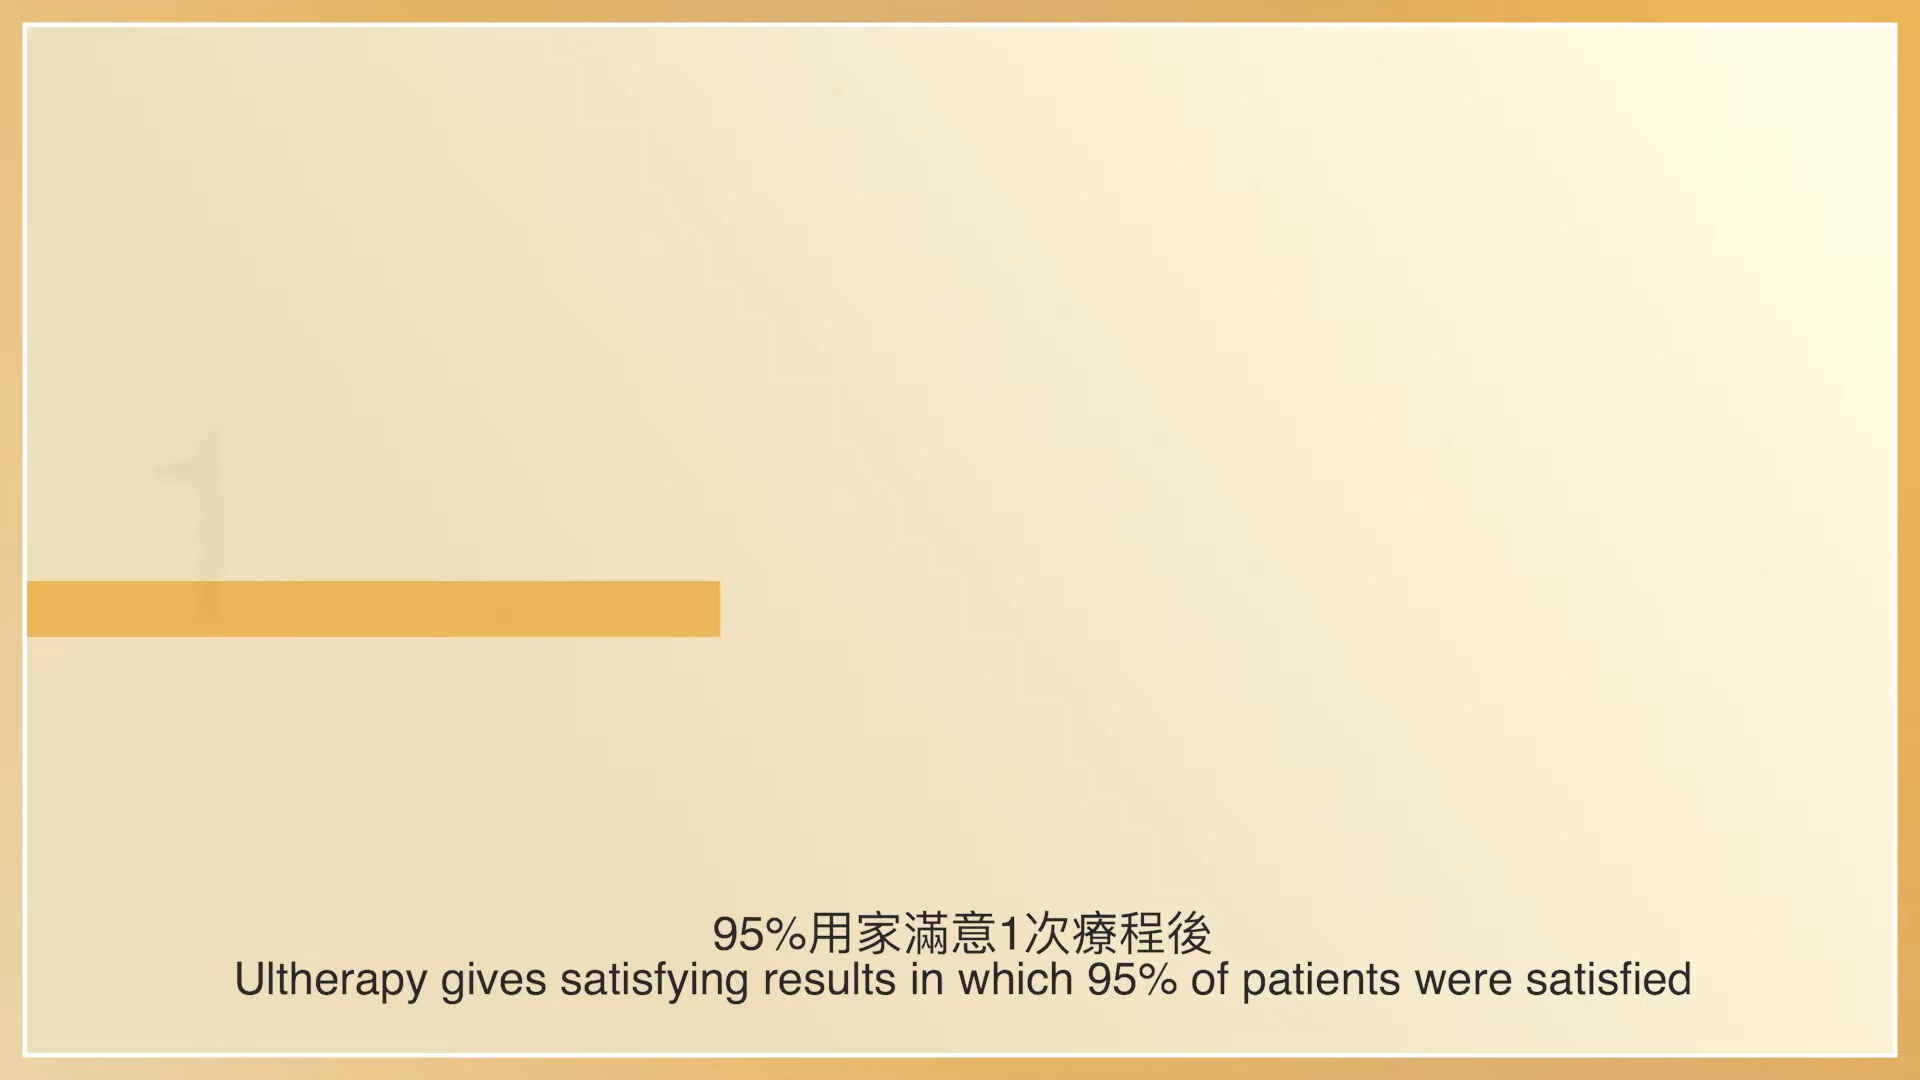 1
95%用家滿意1次療程後
Ultherapy gives satisfying results in which 95% of patients were satisfied